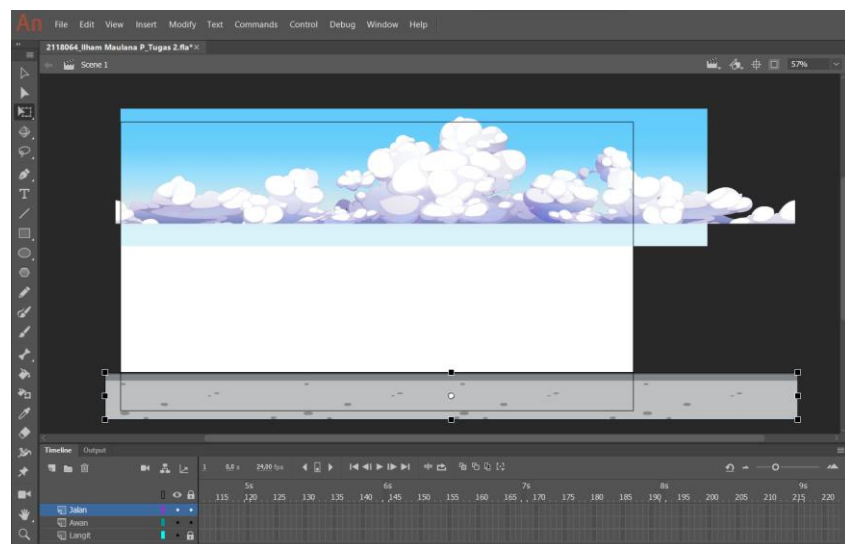 An File Edit View Insert Modify Text Commands Control Debug Window Help
2118064_Ilham Maulana P_Tugas 2.fla*×
Scene 1 57%
T
Timeline Output
1 0,0 s 24,00 fps
5s 6s 7s 8s 9s
115 120 125 130 135 140 145 150 155 160 165 170 175 180 185 190 195 200 205 210 215 220
Jalan
Awan
Langit